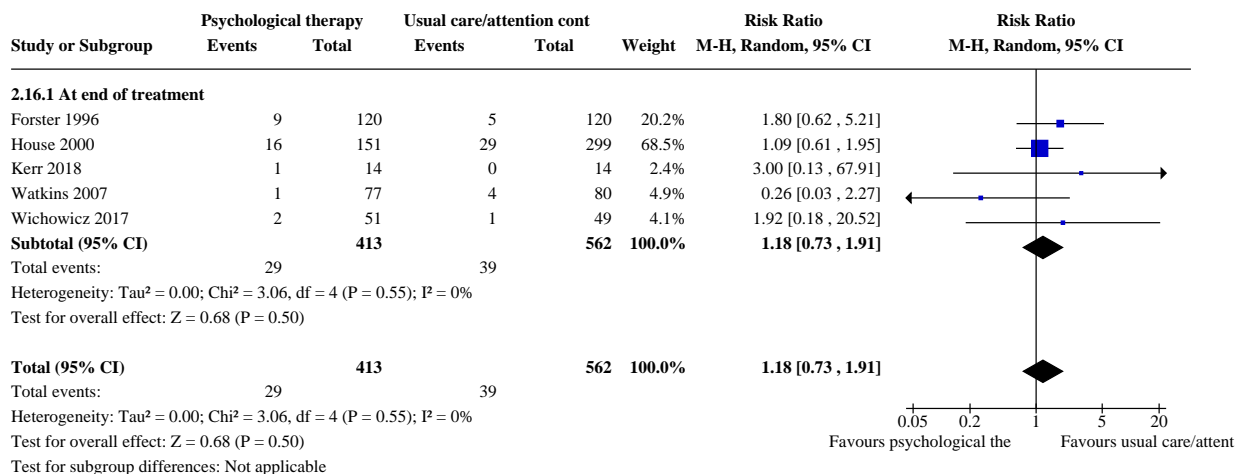 Psychological therapy Usual care/attention cont Risk Ratio Risk Ratio
Study or Subgroup Events Total Events Total Weight M-H, Random, 95% CI M-H, Random, 95% CI
2.16.1 At end of treatment
Forster 1996 9 120 5 120 20.2% 1.80 [0.62 , 5.21]
House 2000 16 151 29 299 68.5% 1.09 [0.61 , 1.95]
Kerr 2018 1 14 0 14 2.4% 3.00 [0.13 , 67.91]
Watkins 2007 1 77 4 80 4.9% 0.26 [0.03 , 2.27]
Wichowicz 2017 2 51 1 49 4.1% 1.92 [0.18 , 20.52]
Subtotal (95% CI) 413 562 100.0% 1.18 [0.73 , 1.91]
Total events: 29 39
Heterogeneity: Tau² = 0.00; Chi² = 3.06, df = 4 (P = 0.55); I² = 0%
Test for overall effect: Z = 0.68 (P = 0.50)
Total (95% CI) 413 562 100.0% 1.18 [0.73 , 1.91]
Total events: 29 39
Heterogeneity: Tau² = 0.00; Chi² = 3.06, df = 4 (P = 0.55); I² = 0%
0.05 0.2 1 5 20
Test for overall effect: Z = 0.68 (P = 0.50) Favours psychological the Favours usual care/attent
Test for subgroup differences: Not applicable